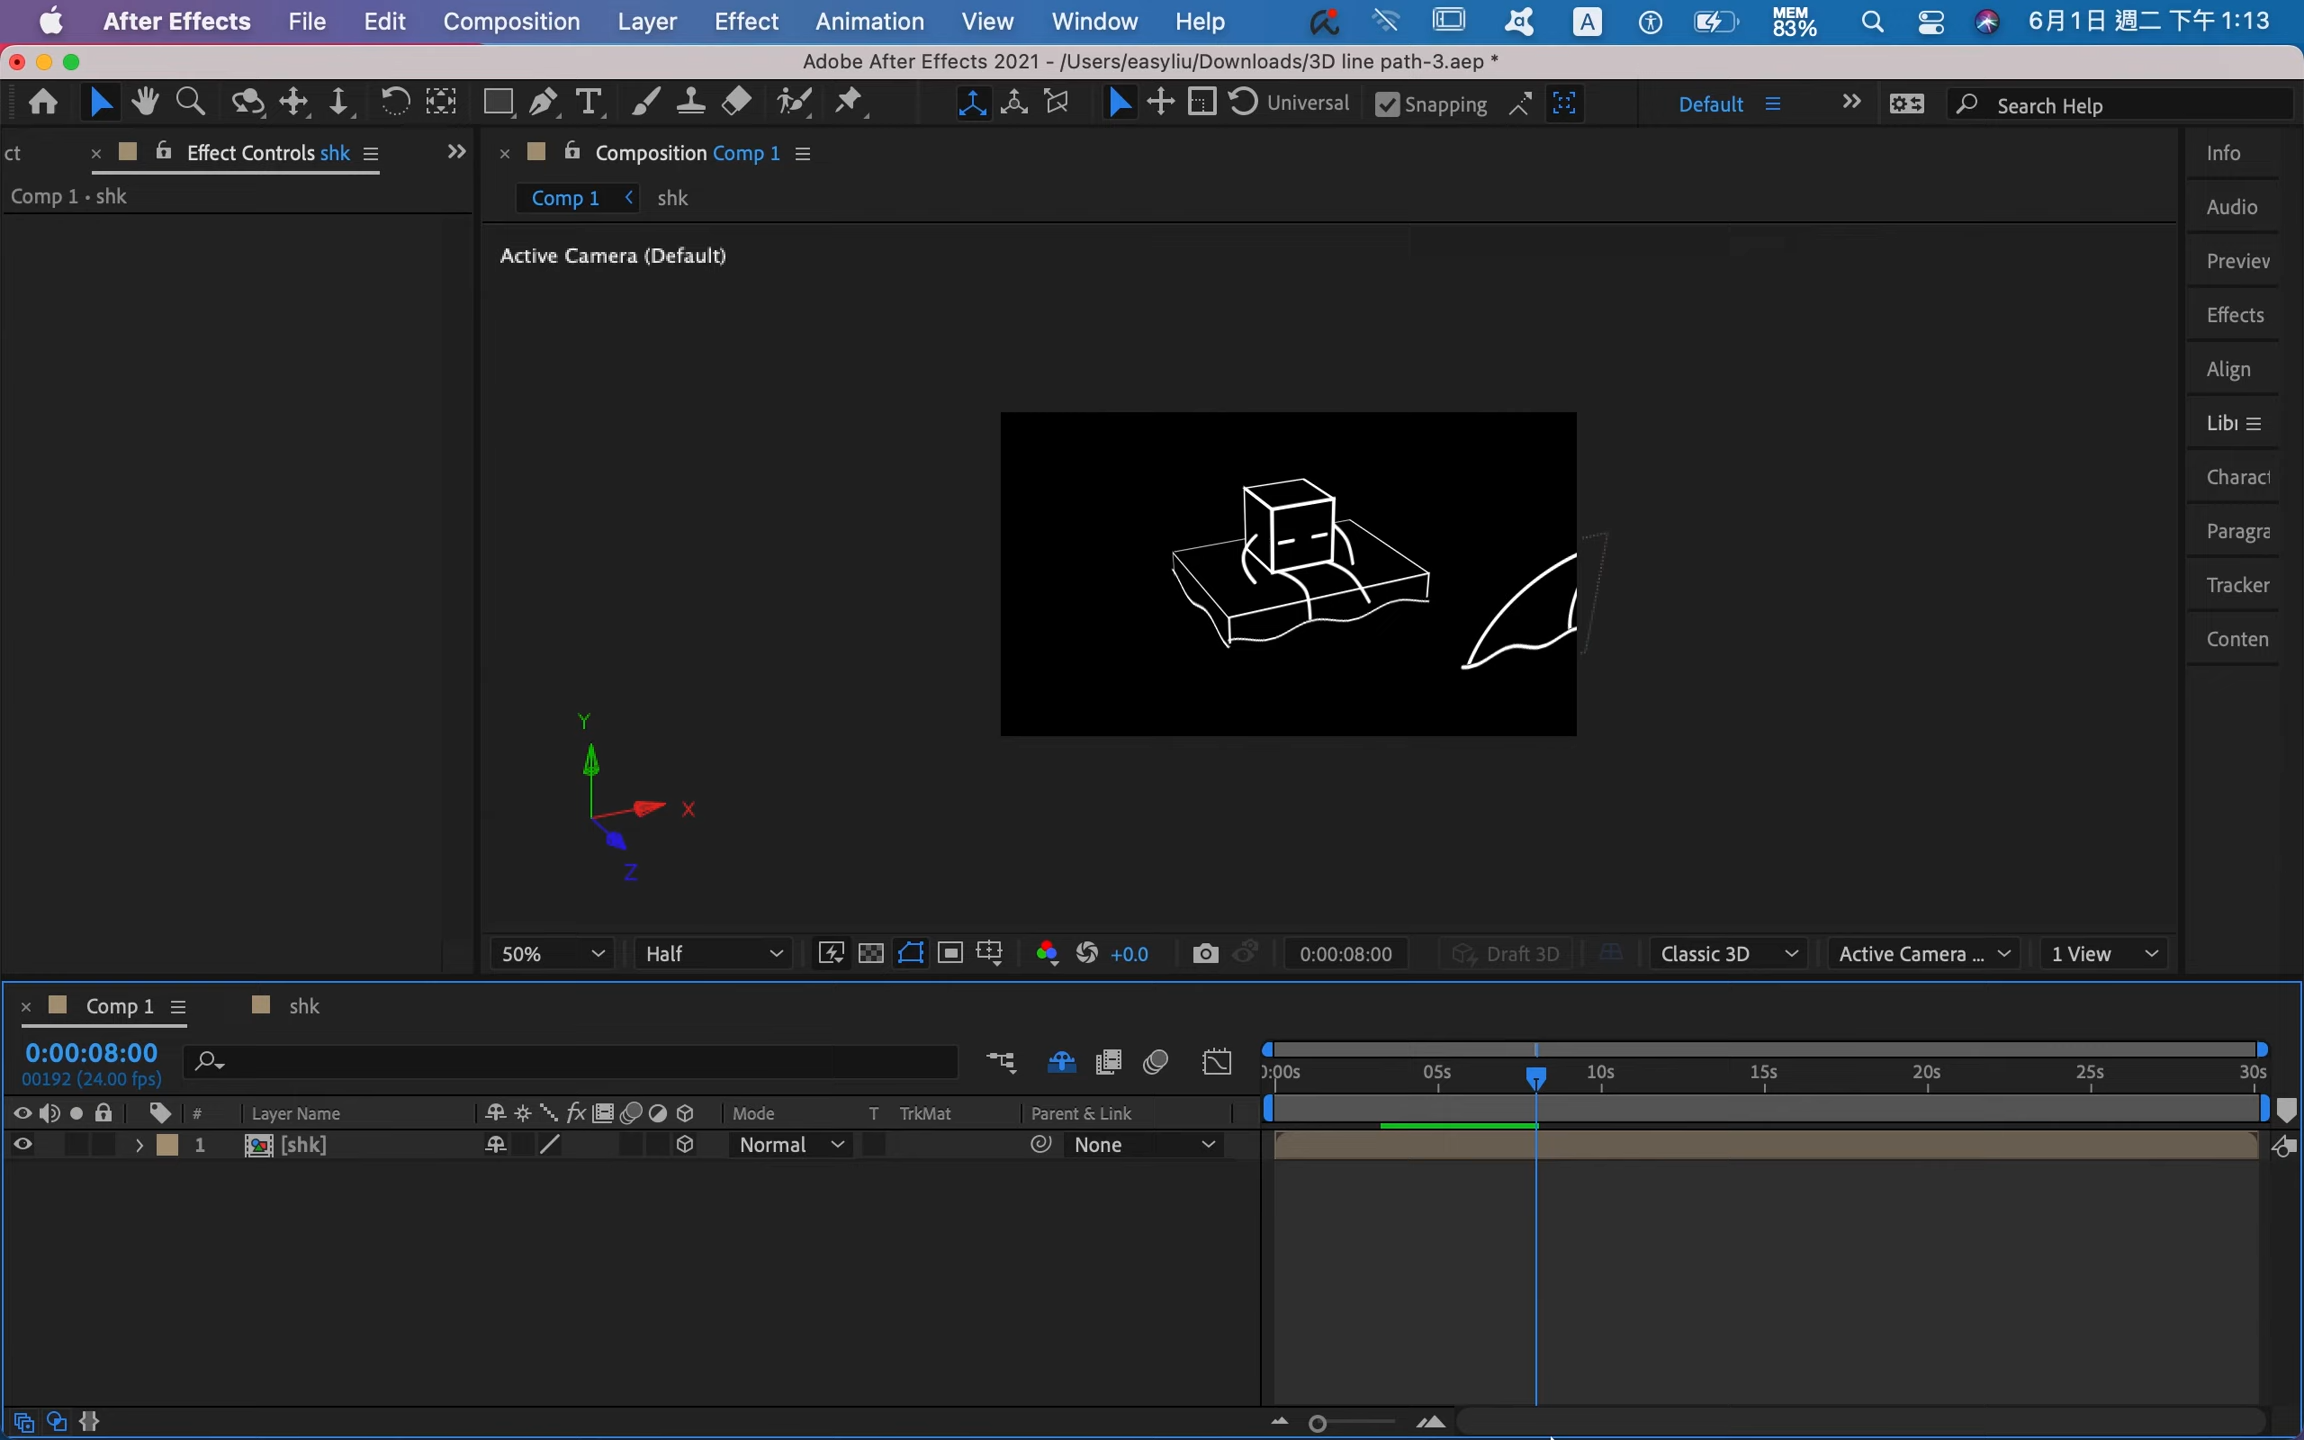 After Effects File Edit Composition Layer Effect Animation View Window Help A MEM 83% 6月1日 週二 下午 1:13
Adobe After Effects 2021 - /Users/easyliu/Downloads/3D line path-3.aep *
Universal Snapping Default Search Help
ct Effect Controls shk Composition Comp 1 Info
Comp 1 • shk Comp 1 shk
Audio
Active Camera (Default)
Preview
Effects
Align
Libr
Charact
Paragra
Tracker
Conten
Y
X
Z
50% Half +0.0 0:00:08:00 Draft 3D Classic 3D Active Camera ... 1 View
Comp 1 shk
0:00:08:00
00192 (24.00 fps)
0:00s 05s 10s 15s 20s 25s 30s
# Layer Name fx Mode T TrkMat Parent & Link
1 [shk] Normal None